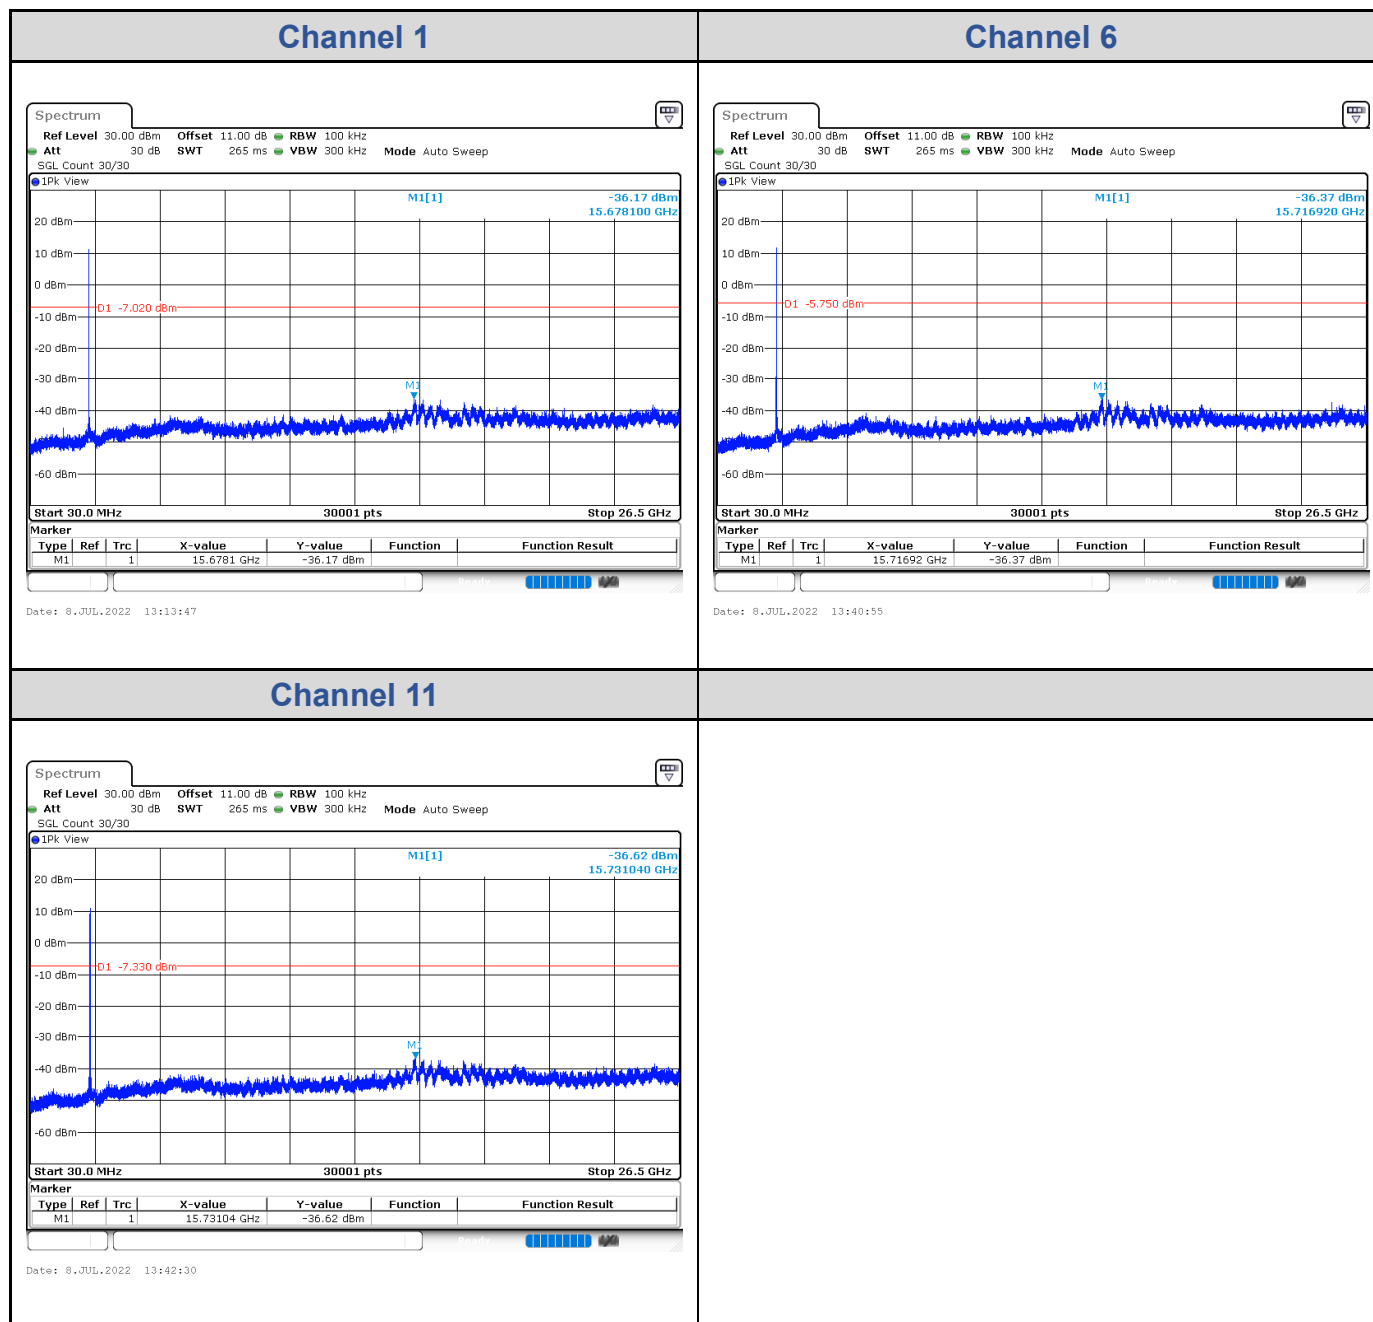 Channel 1
Channel 6
Spectrum
Ref Level 30.00 dBm Offset 11.00 dB RBW 100 kHz
Att 30 dB SWT 265 ms VBW 300 kHz Mode Auto Sweep
SGL Count 30/30
1Pk View
M1[1] -36.17 dBm
15.678100 GHz
20 dBm
10 dBm
0 dBm
D1 -7.020 dBm
-10 dBm
-20 dBm
-30 dBm
M1
-40 dBm
-60 dBm
Start 30.0 MHz 30001 pts Stop 26.5 GHz
Marker
Type Ref Trc X-value Y-value Function Function Result
M1 1 15.6781 GHz -36.17 dBm
Ready
Date: 8.JUL.2022 13:13:47
Spectrum
Ref Level 30.00 dBm Offset 11.00 dB RBW 100 kHz
Att 30 dB SWT 265 ms VBW 300 kHz Mode Auto Sweep
SGL Count 30/30
1Pk View
M1[1] -36.37 dBm
15.716920 GHz
20 dBm
10 dBm
0 dBm
D1 -5.750 dBm
-10 dBm
-20 dBm
-30 dBm
M1
-40 dBm
-60 dBm
Start 30.0 MHz 30001 pts Stop 26.5 GHz
Marker
Type Ref Trc X-value Y-value Function Function Result
M1 1 15.71692 GHz -36.37 dBm
Ready
Date: 8.JUL.2022 13:40:55
Channel 11
Spectrum
Ref Level 30.00 dBm Offset 11.00 dB RBW 100 kHz
Att 30 dB SWT 265 ms VBW 300 kHz Mode Auto Sweep
SGL Count 30/30
1Pk View
M1[1] -36.62 dBm
15.731040 GHz
20 dBm
10 dBm
0 dBm
D1 -7.330 dBm
-10 dBm
-20 dBm
-30 dBm
M1
-40 dBm
-60 dBm
Start 30.0 MHz 30001 pts Stop 26.5 GHz
Marker
Type Ref Trc X-value Y-value Function Function Result
M1 1 15.73104 GHz -36.62 dBm
Ready
Date: 8.JUL.2022 13:42:30